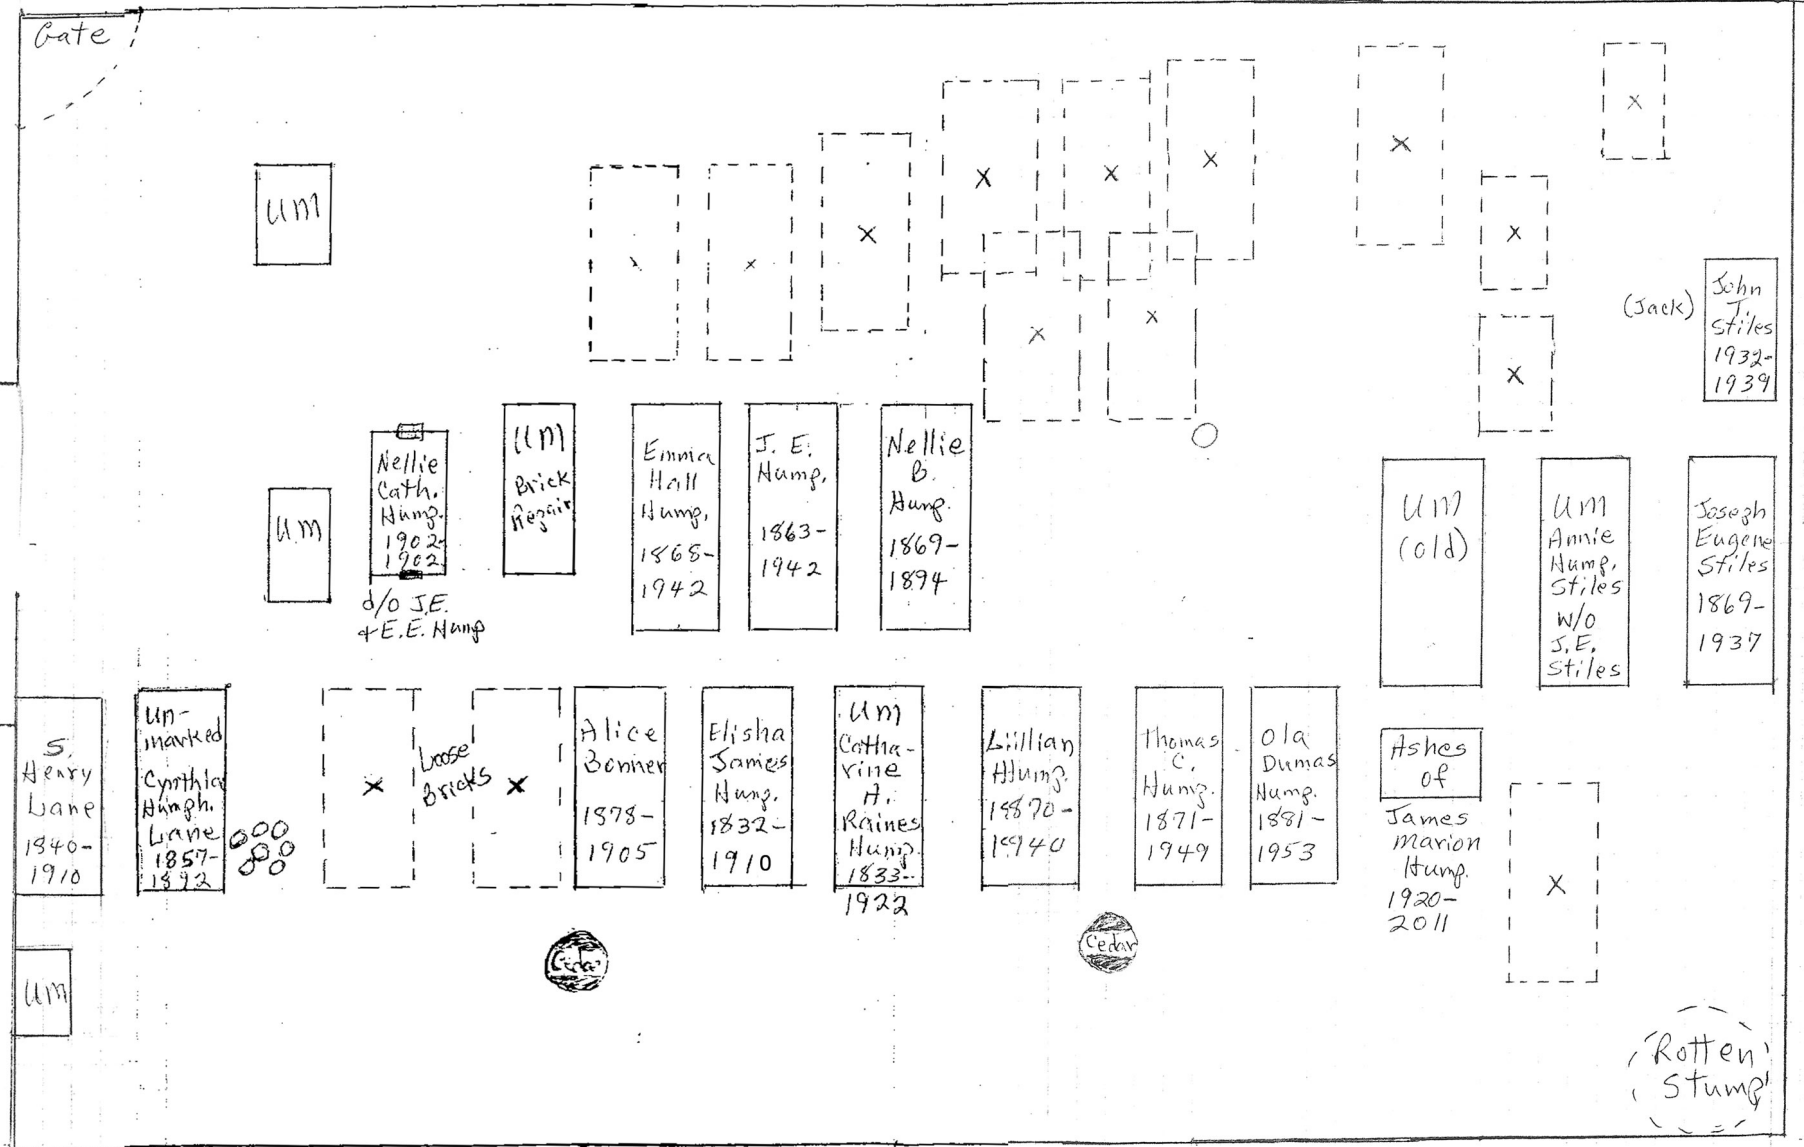 Gate
um
(Jack)
John
T.
Stiles
1932-
1939
um
Nellie
Cath.
Hump.
1902-
1902
d/o J.E.
+ E.E. Hump
um
Brick
Repair
Emma
Hall
Hump.
1868-
1942
J. E.
Hump.
1863-
1942
Nellie
B.
Hump.
1869-
1894
um
(old)
um
Annie
Hump.
Stiles
w/o
J.E.
Stiles
Joseph
Eugene
Stiles
1869-
1937
S.
Henry
Lane
1840-
1910
un-
marked
Cynthia
Humph.
Lane
1857-
1892
Loose
Bricks
Alice
Bonner
1878-
1905
Elisha
James
Hump.
1832-
1910
um
Catha-
rine
A.
Raines
Hump.
1833-
1922
Lillian
Hump.
1870-
1940
Thomas
C.
Hump.
1871-
1949
Ola
Dumas
Hump.
1881-
1953
Ashes
of
James
Marion
Hump.
1920-
2011
um
Cedar
Cedar
Rotten
Stump